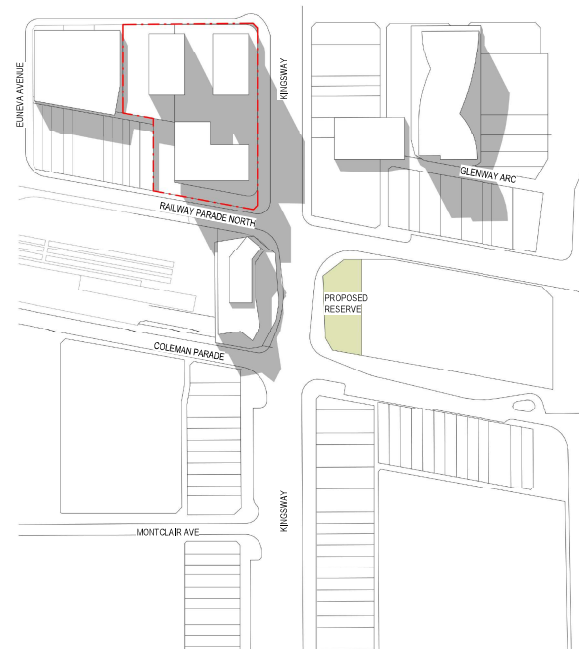 EUNEVA AVENUE
KINGSWAY
GLENWAY ARC
RAILWAY PARADE NORTH
PROPOSED
RESERVE
COLEMAN PARADE
KINGSWAY
MONTCLAIR AVE